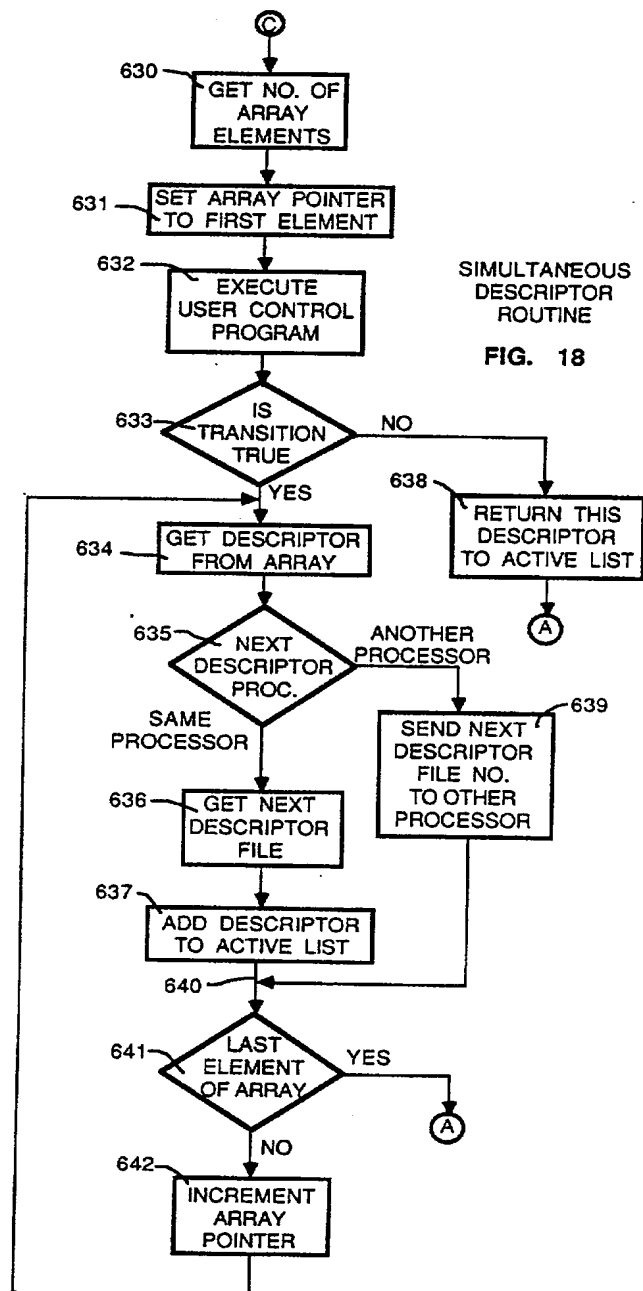 C
630
GET NO. OF
ARRAY
ELEMENTS
631
SET ARRAY POINTER
TO FIRST ELEMENT
632
EXECUTE
USER CONTROL
PROGRAM
SIMULTANEOUS
DESCRIPTOR
ROUTINE
FIG. 18
633
IS
TRANSITION
TRUE
NO
YES
638
RETURN THIS
DESCRIPTOR
TO ACTIVE LIST
A
634
GET DESCRIPTOR
FROM ARRAY
635
NEXT
DESCRIPTOR
PROC.
ANOTHER
PROCESSOR
SAME
PROCESSOR
639
SEND NEXT
DESCRIPTOR
FILE NO.
TO OTHER
PROCESSOR
636
GET NEXT
DESCRIPTOR
FILE
637
ADD DESCRIPTOR
TO ACTIVE LIST
640
641
LAST
ELEMENT
OF ARRAY
YES
A
NO
642
INCREMENT
ARRAY
POINTER